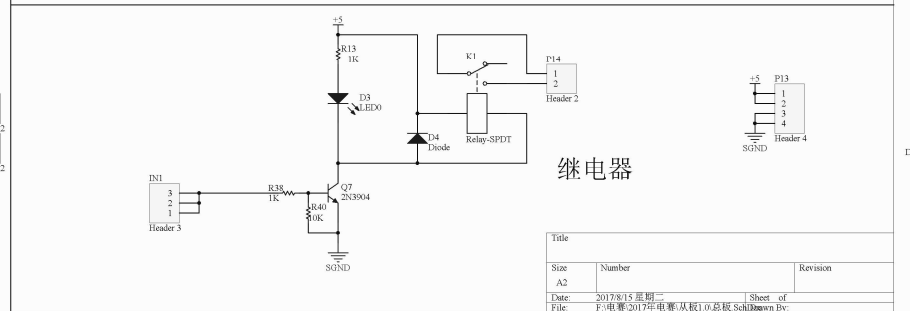 +5
R13
1K
K1
P14
1
2
Header 2
+5
P13
1
2
3
4
Header 4
SGND
D3
LED0
D4
Diode
Relay-SPDT
继电器
IN1
3
2
1
Header 3
R38
1K
Q7
2N3904
R40
10K
SGND
2
2
D
Title
Size
Number
Revision
A2
Date:
2017/8/15 星期二
Sheet of
File:
F:\电赛\2017年电赛\从板1.0\总板.SchDoc
Drawn By: